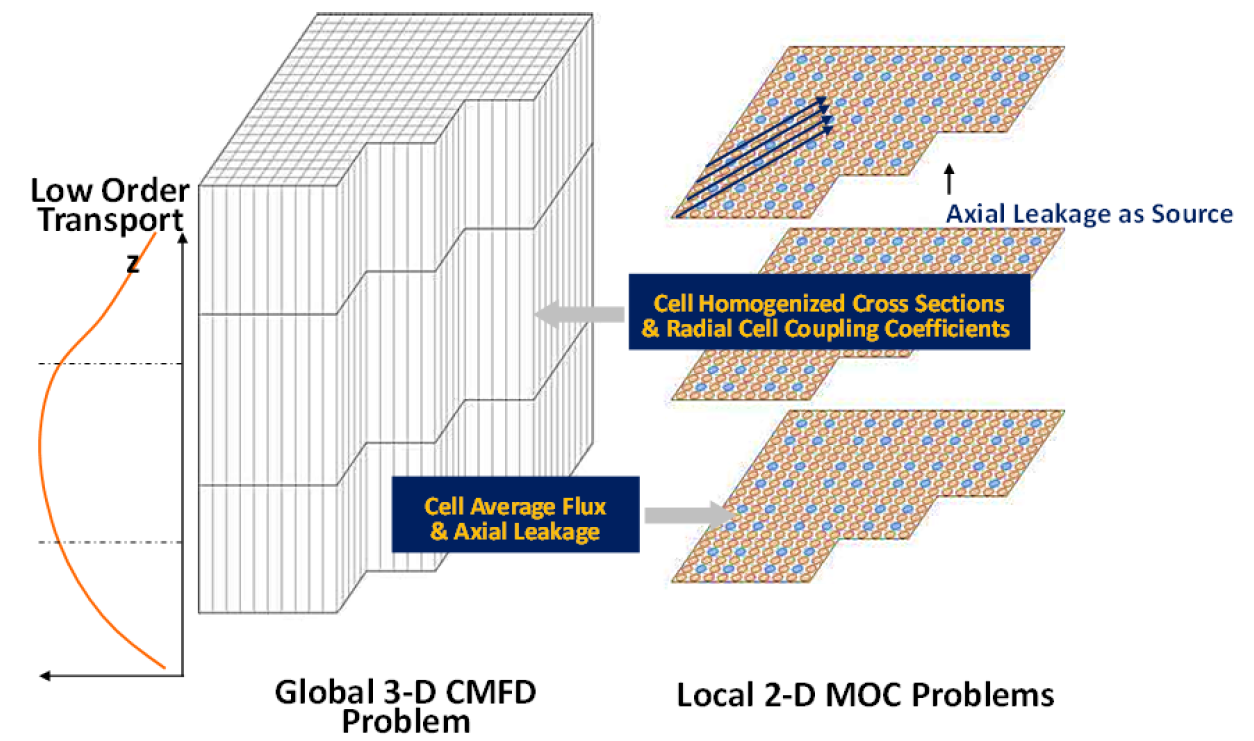 Low Order
Transport
z
Axial Leakage as Source
Cell Homogenized Cross Sections
& Radial Cell Coupling Coefficients
Cell Average Flux
& Axial Leakage
Global 3-D CMFD
Problem
Local 2-D MOC Problems